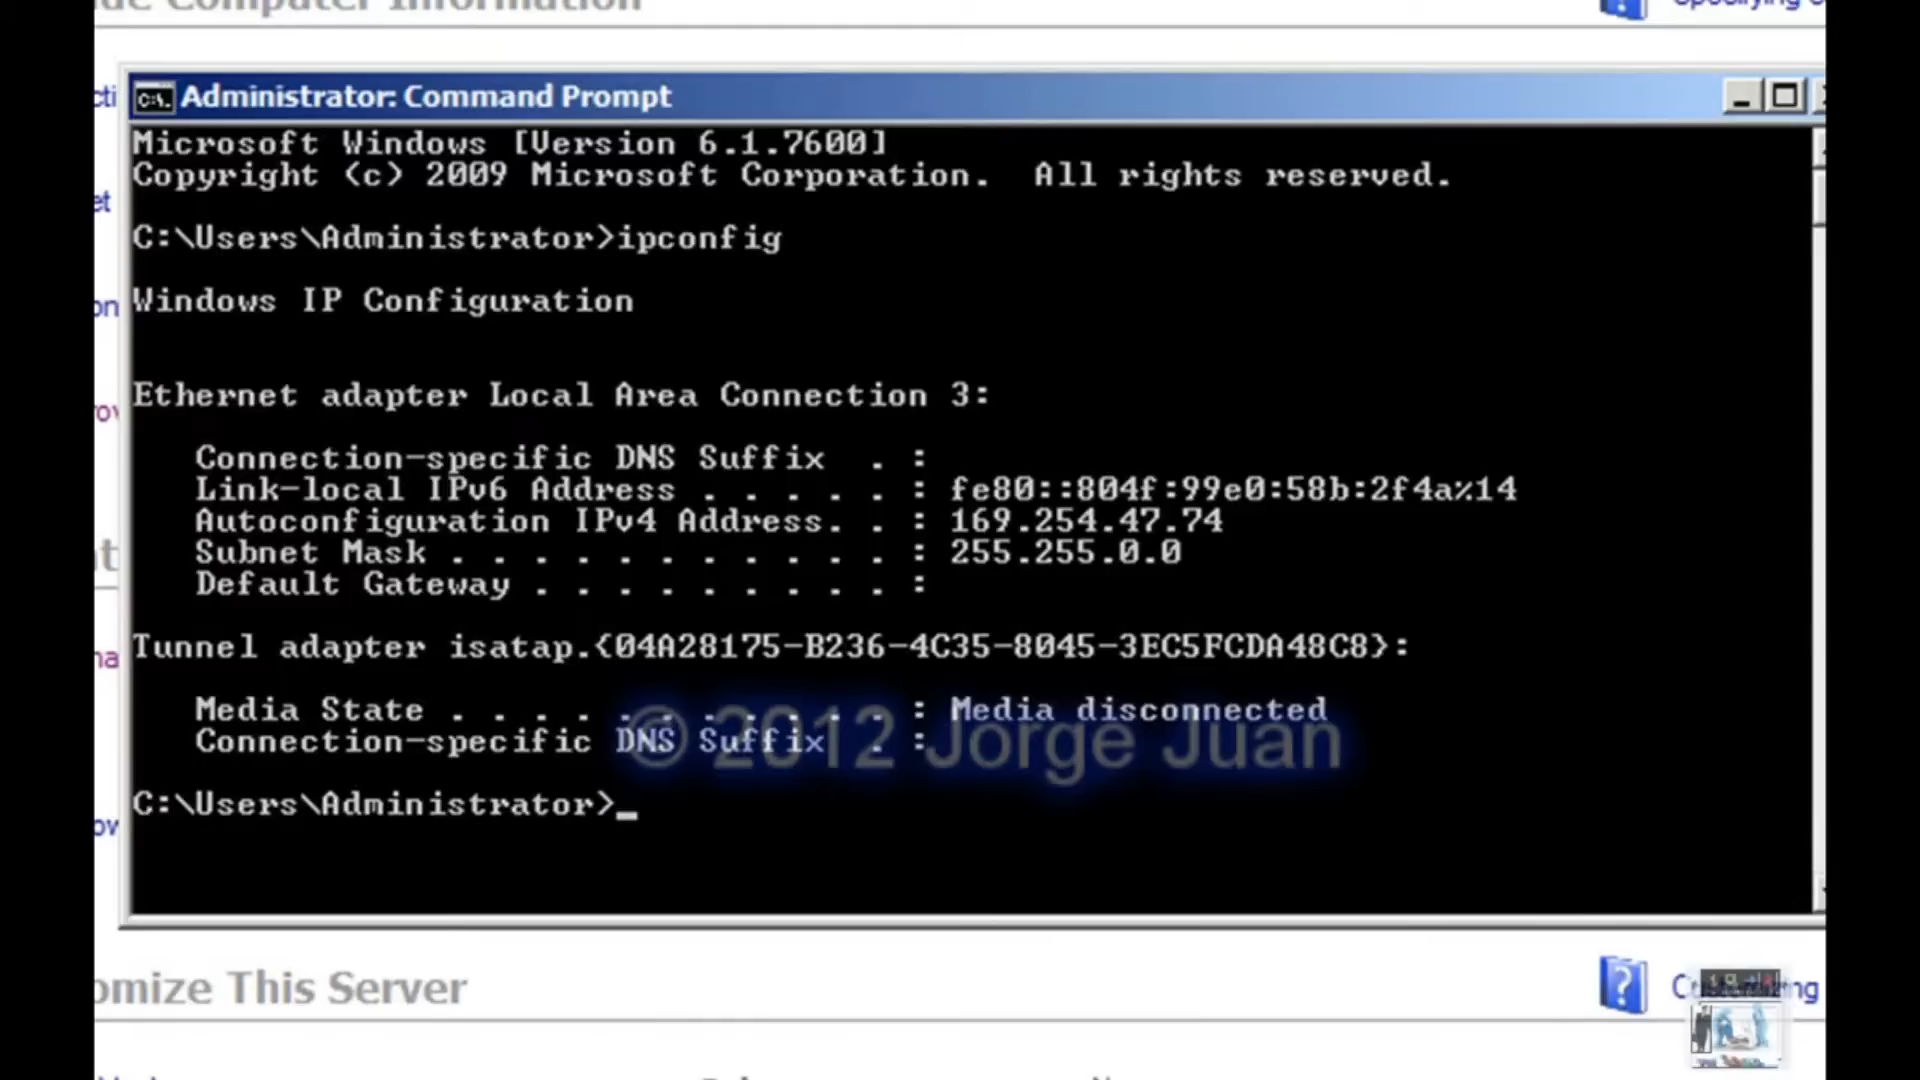 de Computer Information
Administrator: Command Prompt
Microsoft Windows [Version 6.1.7600]
Copyright (c) 2009 Microsoft Corporation.  All rights reserved.
C:\Users\Administrator>ipconfig
Windows IP Configuration
Ethernet adapter Local Area Connection 3:
Connection-specific DNS Suffix  . :
Link-local IPv6 Address . . . . . : fe80::804f:99e0:58b:2f4a%14
Autoconfiguration IPv4 Address. . : 169.254.47.74
Subnet Mask . . . . . . . . . . . : 255.255.0.0
Default Gateway . . . . . . . . . :
Tunnel adapter isatap.{04A28175-B236-4C35-8045-3EC5FCDA48C8}:
Media State . . . . . . . . . . . : Media disconnected
Connection-specific DNS Suffix  . :
© 2012 Jorge Juan
C:\Users\Administrator>_
omize This Server